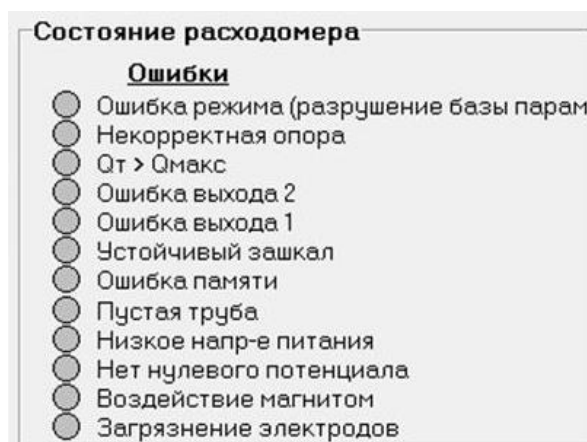 Состояние расходомера
Ошибки
Ошибка режима (разрушение базы парам
Некорректная опора
Qт > Qмакс
Ошибка выхода 2
Ошибка выхода 1
Устойчивый зашкал
Ошибка памяти
Пустая труба
Низкое напр-е питания
Нет нулевого потенциала
Воздействие магнитом
Загрязнение электродов